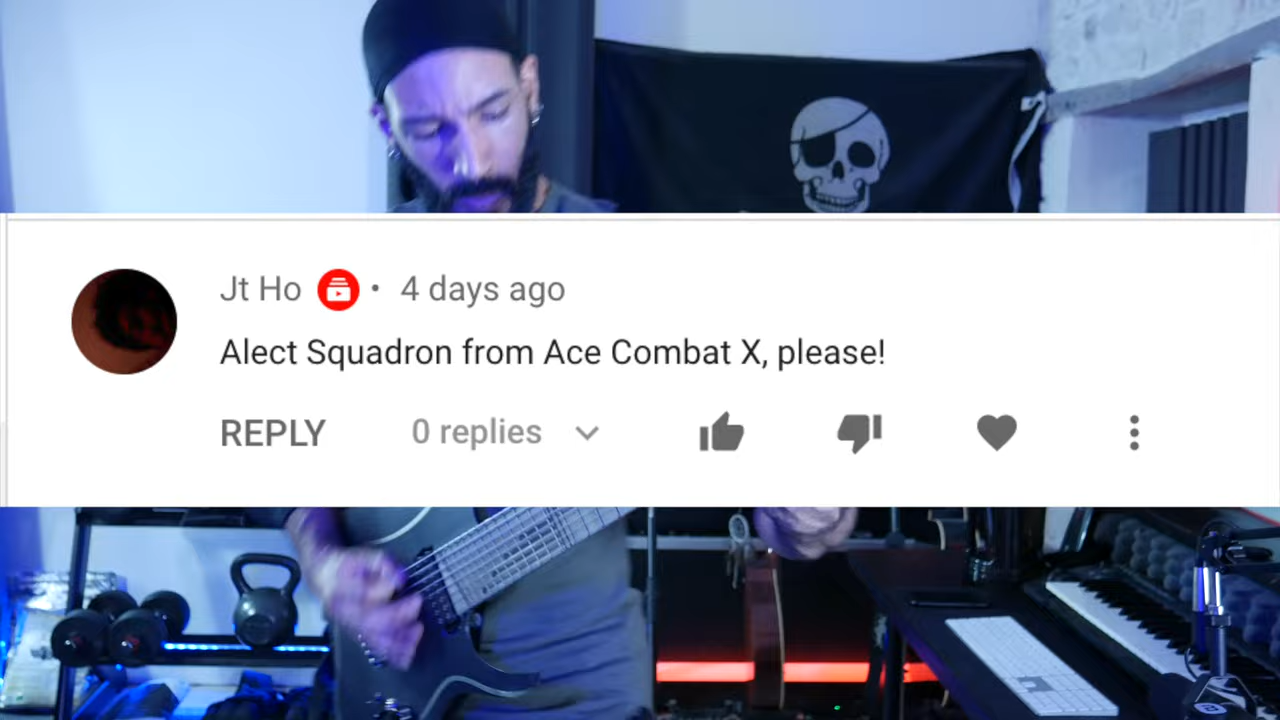 Jt Ho • 4 days ago
Alect Squadron from Ace Combat X, please!
REPLY 0 replies